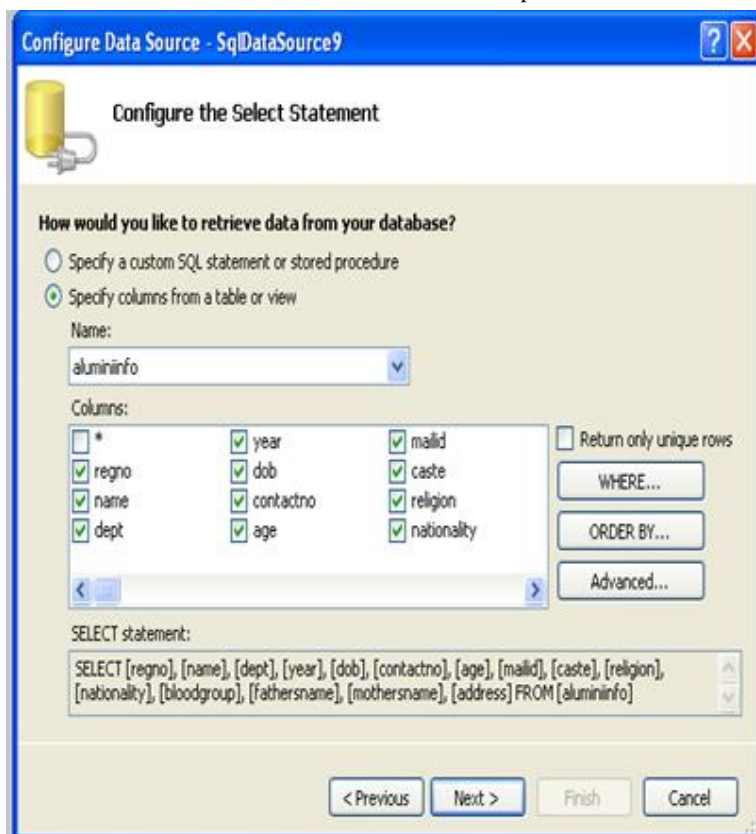 Configure Data Source - SqlDataSource9
Configure the Select Statement
How would you like to retrieve data from your database?
Specify a custom SQL statement or stored procedure
Specify columns from a table or view
Name:
aluminiinfo
Columns:
* year mailid
regno dob caste
name contactno religion
dept age nationality
Return only unique rows
WHERE...
ORDER BY...
Advanced...
SELECT statement:
SELECT [regno], [name], [dept], [year], [dob], [contactno], [age], [mailid], [caste], [religion],
[nationality], [bloodgroup], [fathersname], [mothersname], [address] FROM [aluminiinfo]
< Previous Next > Finish Cancel